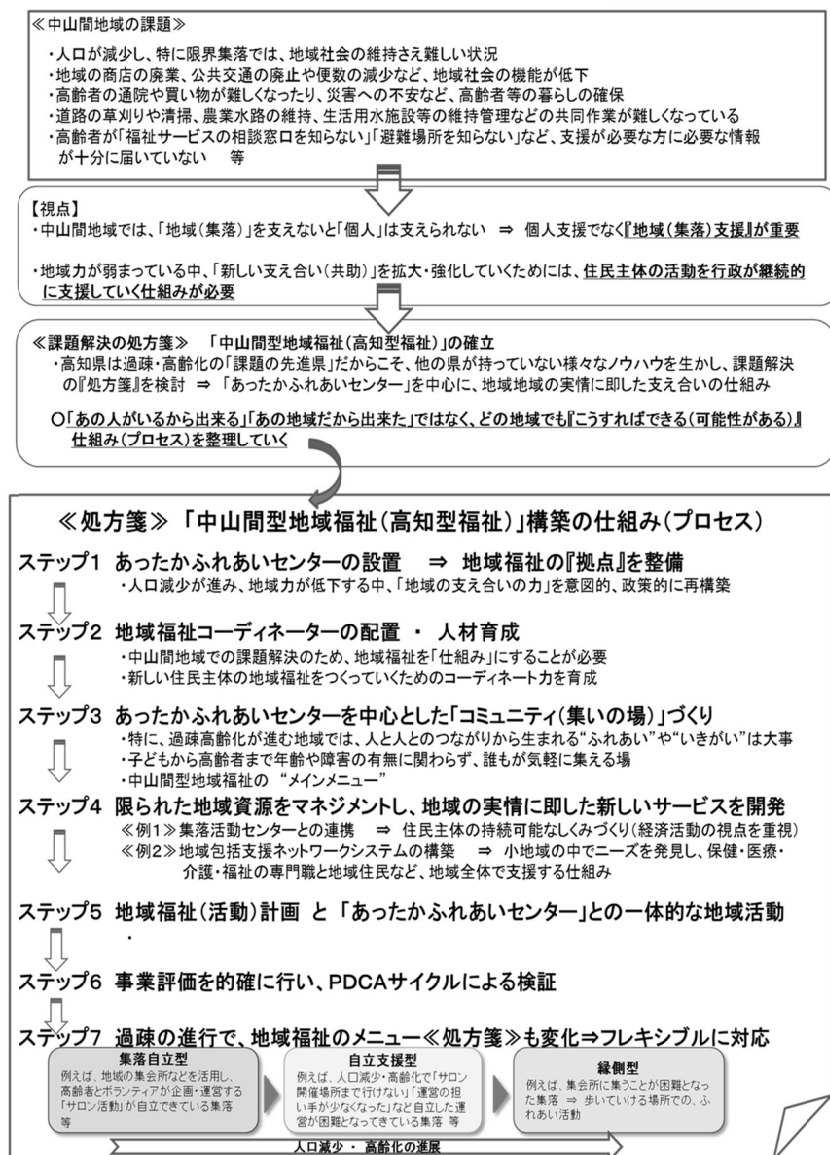 ≪中山間地域の課題≫
・人口が減少し、特に限界集落では、地域社会の維持さえ難しい状況
・地域の商店の廃業、公共交通の廃止や便数の減少など、地域社会の機能が低下
・高齢者の通院や買い物が難しくなったり、災害への不安など、高齢者等の暮らしの確保
・道路の草刈りや清掃、農業水路の維持、生活用水施設等の維持管理などの共同作業が難しくなっている
・高齢者が「福祉サービスの相談窓口を知らない」「避難場所を知らない」など、支援が必要な方に必要な情報
が十分に届いていない　等
【視点】
・中山間地域では、「地域(集落)」を支えないと「個人」は支えられない ⇒ 個人支援でなく『地域(集落)支援』が重要
・地域力が弱まっている中、「新しい支え合い(共助)」を拡大・強化していくためには、住民主体の活動を行政が継続的
に支援していく仕組みが必要
≪課題解決の処方箋≫　「中山間型地域福祉(高知型福祉)」の確立
・高知県は過疎・高齢化の「課題の先進県」だからこそ、他の県が持っていない様々なノウハウを生かし、課題解決
の『処方箋』を検討 ⇒ 「あったかふれあいセンター」を中心に、地域地域の実情に即した支え合いの仕組み
○「あの人がいるから出来る」「あの地域だから出来た」ではなく、どの地域でも『こうすればできる(可能性がある)』
仕組み(プロセス)を整理していく
≪処方箋≫ 「中山間型地域福祉(高知型福祉)」構築の仕組み(プロセス)
ステップ1 あったかふれあいセンターの設置 ⇒ 地域福祉の『拠点』を整備
・人口減少が進み、地域力が低下する中、「地域の支え合いの力」を意図的、政策的に再構築
ステップ2 地域福祉コーディネーターの配置 ・ 人材育成
・中山間地域での課題解決のため、地域福祉を「仕組み」にすることが必要
・新しい住民主体の地域福祉をつくっていくためのコーディネート力を育成
ステップ3 あったかふれあいセンターを中心とした「コミュニティ(集いの場)」づくり
・特に、過疎高齢化が進む地域では、人と人とのつながりから生まれる“ふれあい”や“いきがい”は大事
・子どもから高齢者まで年齢や障害の有無に関わらず、誰もが気軽に集える場
・中山間型地域福祉の “メインメニュー”
ステップ4 限られた地域資源をマネジメントし、地域の実情に即した新しいサービスを開発
≪例1≫集落活動センターとの連携 ⇒ 住民主体の持続可能なしくみづくり(経済活動の視点を重視)
≪例2≫地域包括支援ネットワークシステムの構築 ⇒ 小地域の中でニーズを発見し、保健・医療・
介護・福祉の専門職と地域住民など、地域全体で支援する仕組み
ステップ5 地域福祉(活動)計画 と 「あったかふれあいセンター」との一体的な地域活動
・
ステップ6 事業評価を的確に行い、PDCAサイクルによる検証
ステップ7 過疎の進行で、地域福祉のメニュー≪処方箋≫も変化⇒フレキシブルに対応
集落自立型
例えば、地域の集会所などを活用し、
高齢者とボランティアが企画・運営する
「サロン活動」が自立できている集落
等
自立支援型
例えば、人口減少・高齢化で「サロン
開催場所まで行けない」「運営の担
い手が少なくなった」など自立した運
営が困難となってきている集落 等
縁側型
例えば、集会所に集うことが困難となっ
た集落 ⇒ 歩いていける場所での、ふ
れあい活動
人口減少 ・ 高齢化の進展